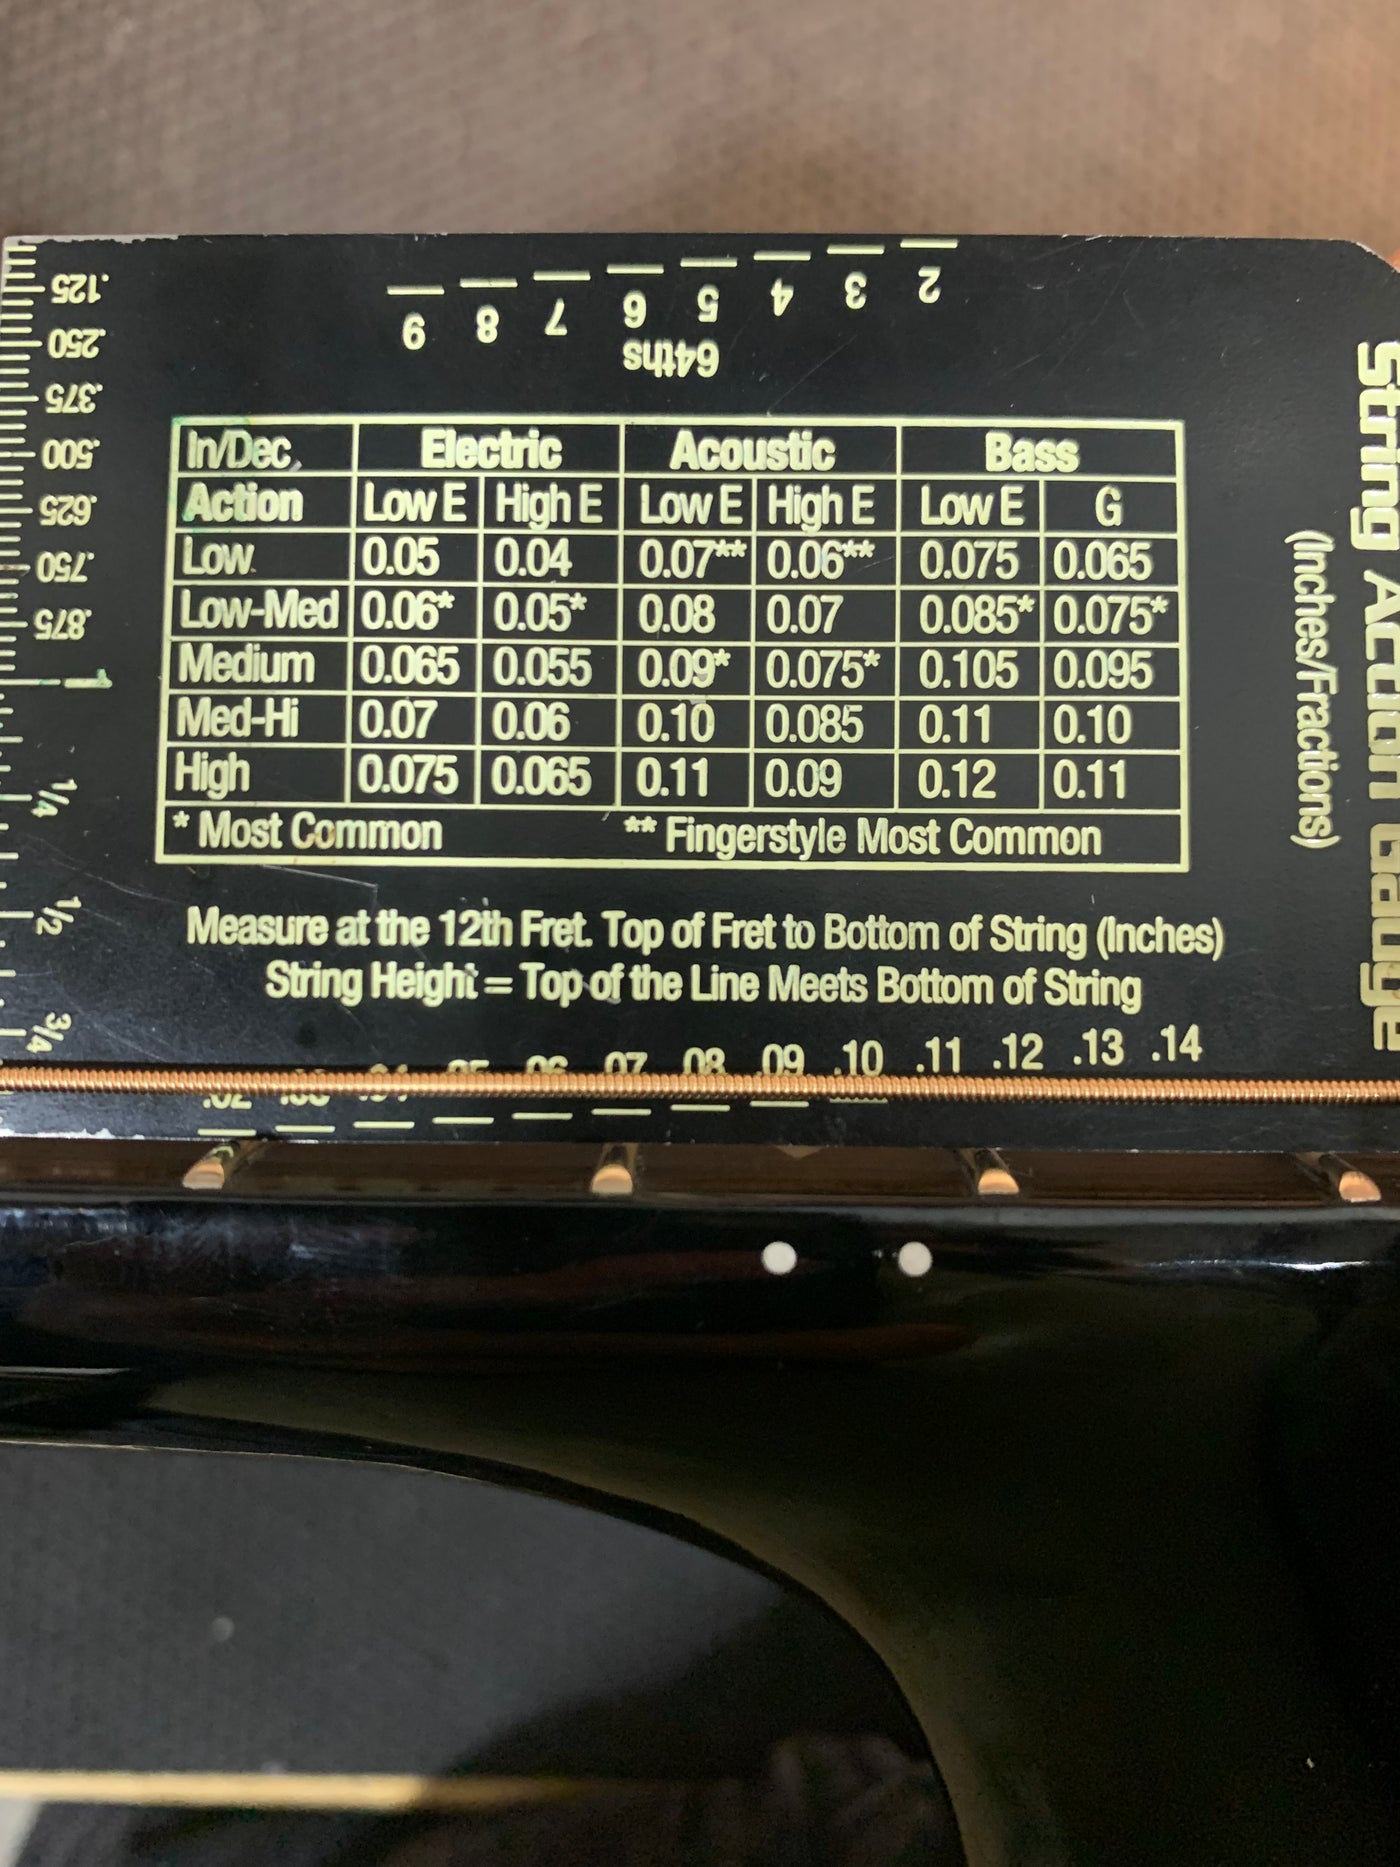 2 3 4 5 6 7 8 9
64ths
.125
.250
.375
.500
.625
.750
.875
1
1/4
1/2
3/4
String Action Gauge
(Inches/Fractions)
In/Dec. Electric Acoustic Bass
Action Low E High E Low E High E Low E G
Low 0.05 0.04 0.07** 0.06** 0.075 0.065
Low-Med 0.06* 0.05* 0.08 0.07 0.085* 0.075*
Medium 0.065 0.055 0.09* 0.075* 0.105 0.095
Med-Hi 0.07 0.06 0.10 0.085 0.11 0.10
High 0.075 0.065 0.11 0.09 0.12 0.11
* Most Common ** Fingerstyle Most Common
Measure at the 12th Fret. Top of Fret to Bottom of String (Inches)
String Height = Top of the Line Meets Bottom of String
.02 .03 .04 .05 .06 .07 .08 .09 .10 .11 .12 .13 .14